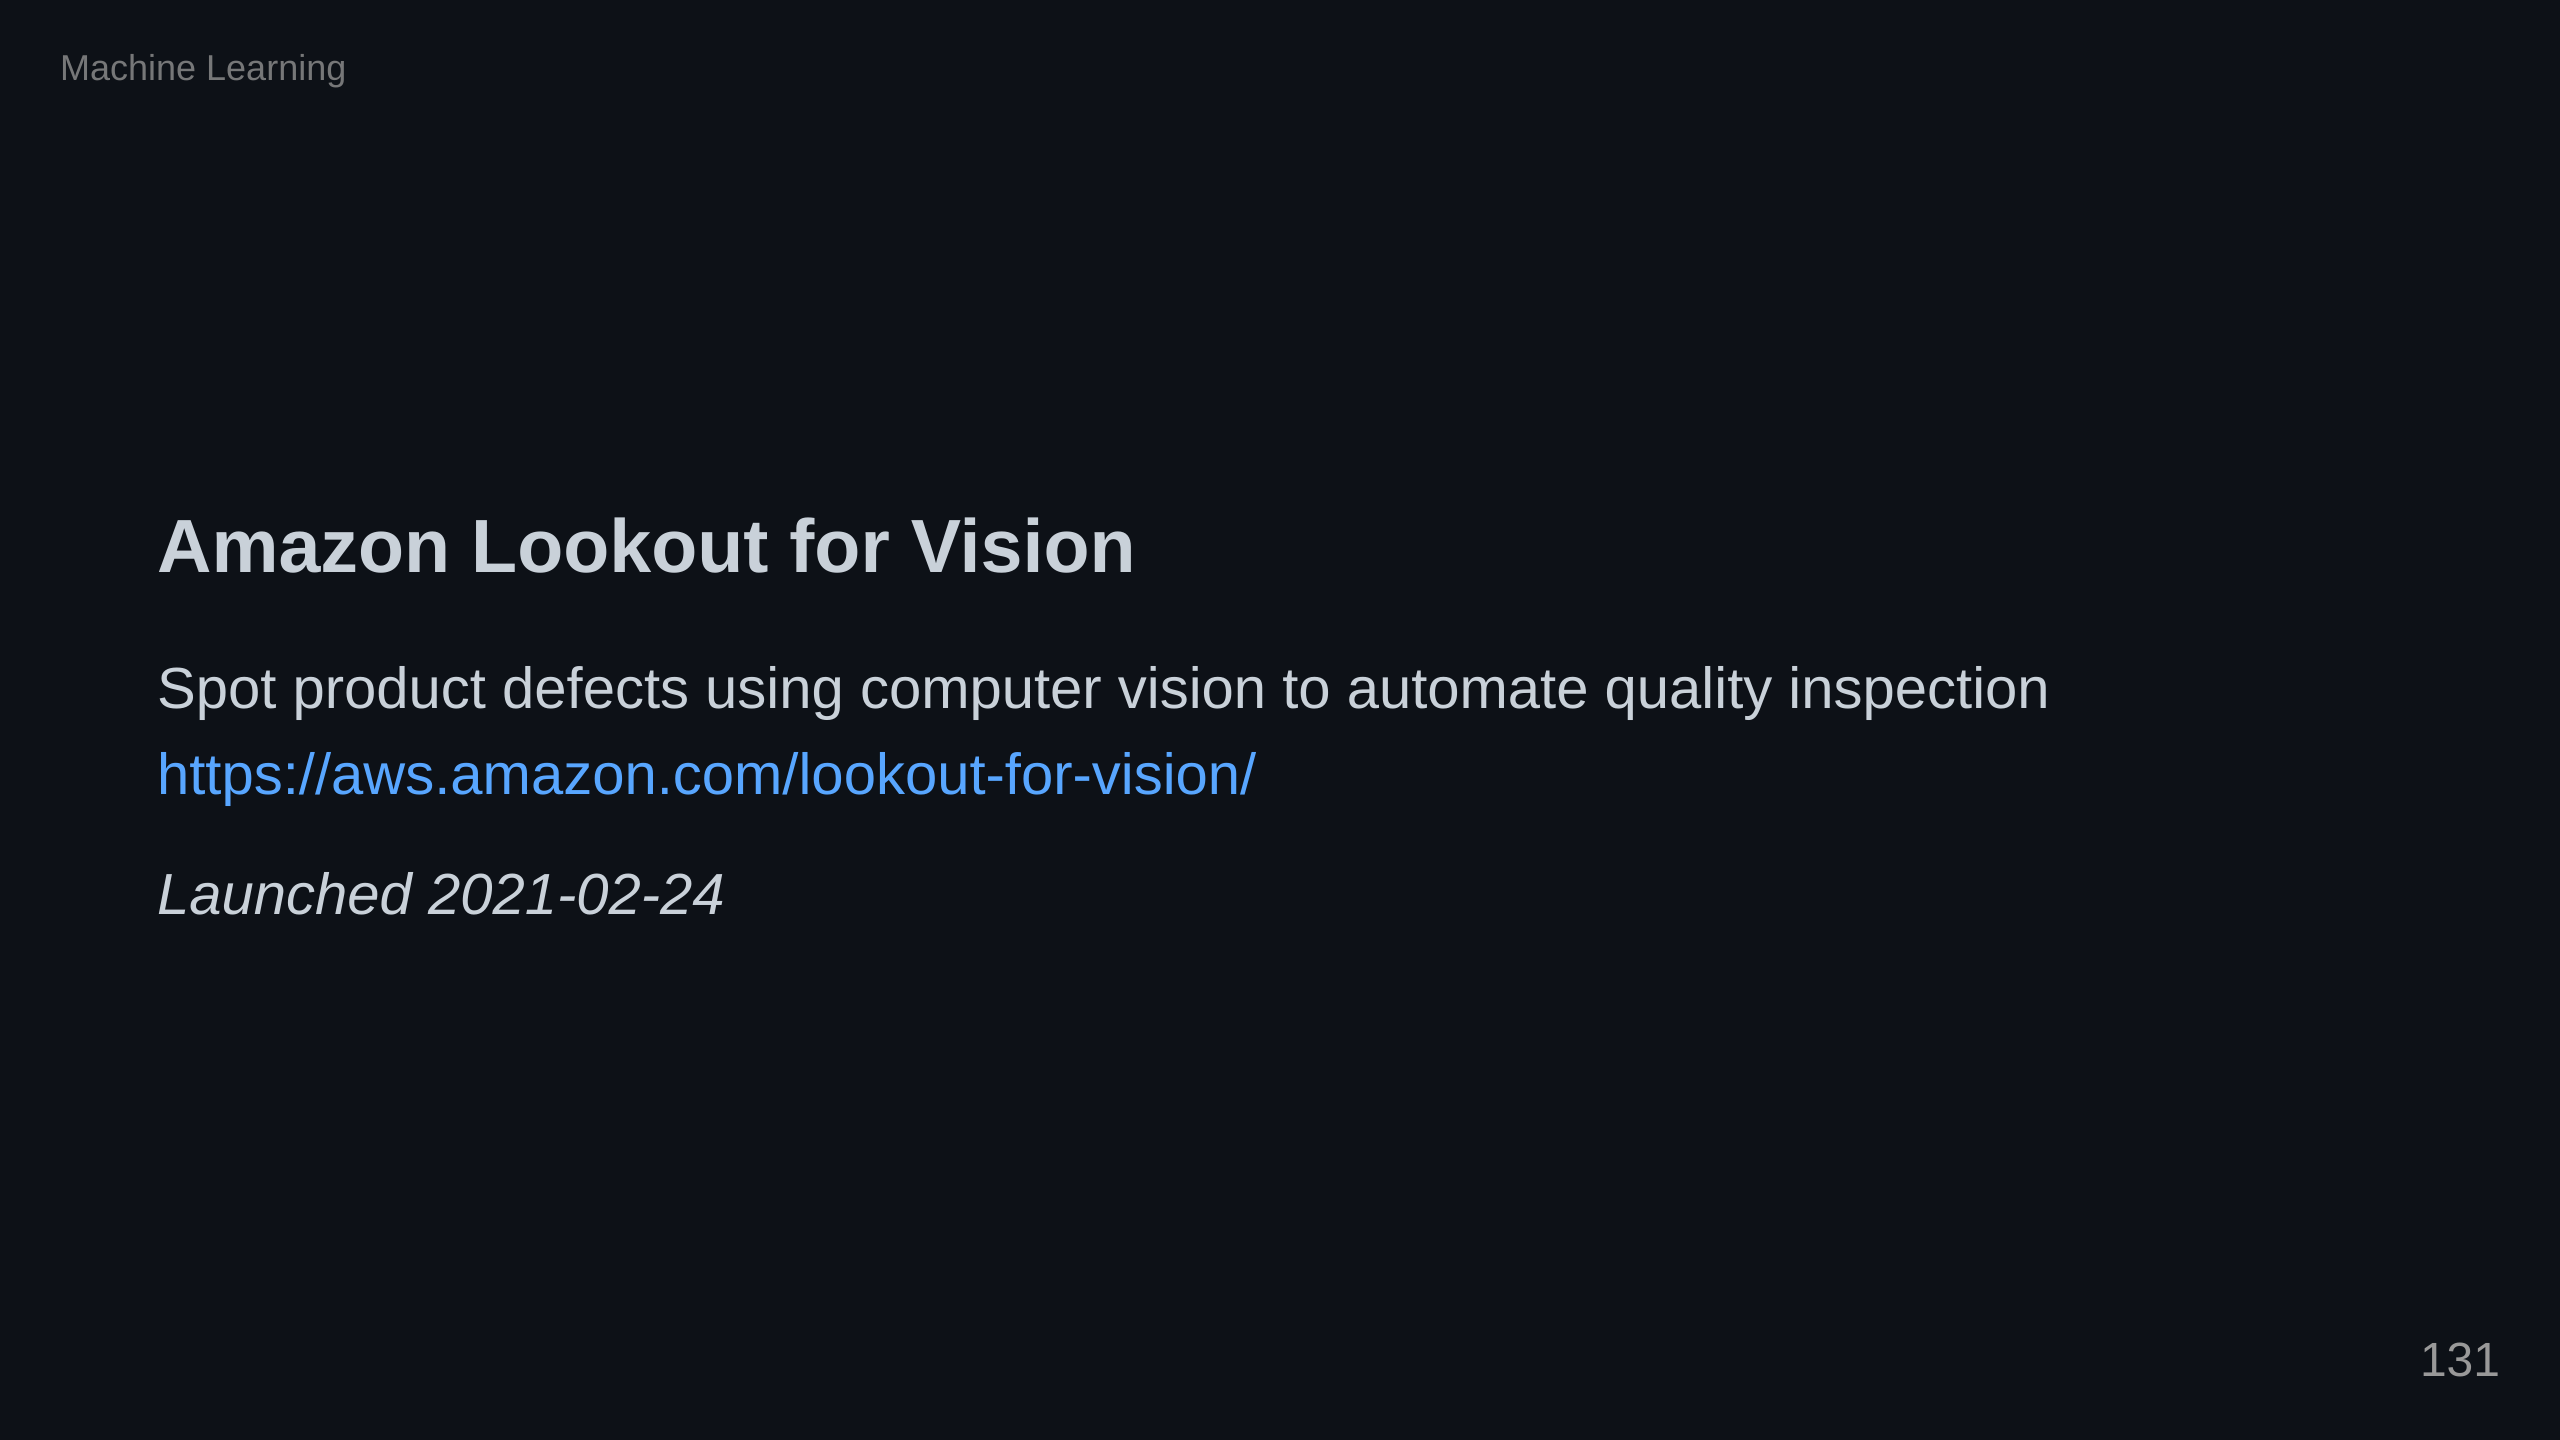 Machine Learning
Amazon Lookout for Vision
Spot product defects using computer vision to automate quality inspection
https://aws.amazon.com/lookout-for-vision/
Launched 2021-02-24
131